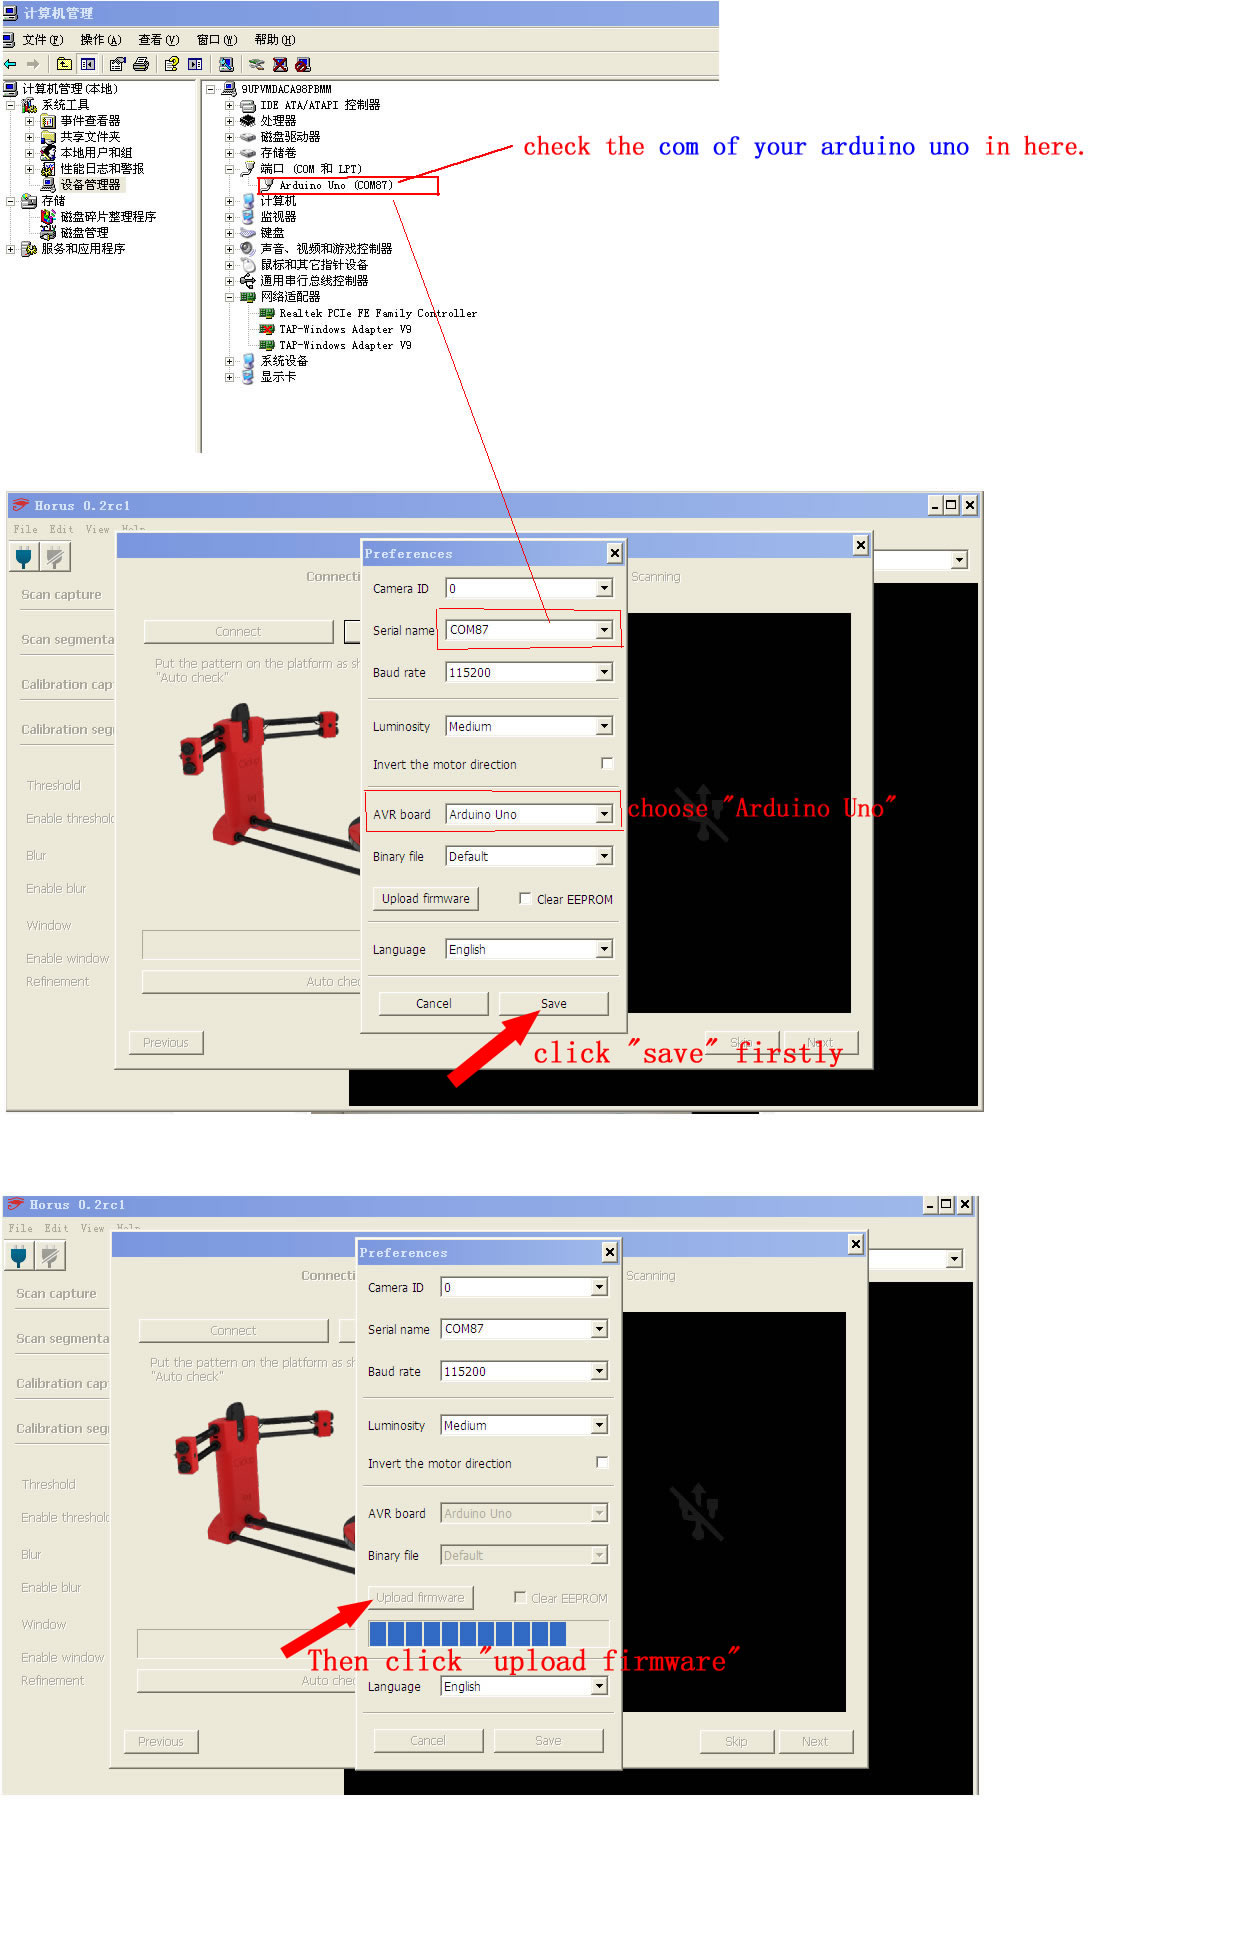 计算机管理
文件(F) 操作(A) 查看(V) 窗口(W) 帮助(H)
计算机管理(本地)
系统工具
事件查看器
共享文件夹
本地用户和组
性能日志和警报
设备管理器
存储
磁盘碎片整理程序
磁盘管理
服务和应用程序
9UPVMDACA98PBMM
IDE ATA/ATAPI 控制器
处理器
磁盘驱动器
存储卷
端口 (COM 和 LPT)
Arduino Uno (COM87)
计算机
监视器
键盘
声音、视频和游戏控制器
鼠标和其它指针设备
通用串行总线控制器
网络适配器
Realtek PCIe FE Family Controller
TAP-Windows Adapter V9
TAP-Windows Adapter V9
系统设备
显示卡
check the com of your arduino uno in here.
Horus 0.2rc1
File Edit View Help
Scan capture
Scan segmenta
Calibration cap
Calibration seg
Threshold
Enable threshold
Blur
Enable blur
Window
Enable window
Refinement
Connecti
Scanning
Connect
Put the pattern on the platform as sh
"Auto check"
Auto chec
Previous
Skip
Next
Preferences
Camera ID 0
Serial name COM87
Baud rate 115200
Luminosity Medium
Invert the motor direction
AVR board Arduino Uno
choose "Arduino Uno"
Binary file Default
Upload firmware Clear EEPROM
Language English
Cancel Save
click "save" firstly
Horus 0.2rc1
File Edit View Help
Scan capture
Scan segmenta
Calibration cap
Calibration seg
Threshold
Enable threshold
Blur
Enable blur
Window
Enable window
Refinement
Connecti
Scanning
Connect
Put the pattern on the platform as sh
"Auto check"
Auto chec
Previous
Skip
Next
Preferences
Camera ID 0
Serial name COM87
Baud rate 115200
Luminosity Medium
Invert the motor direction
AVR board Arduino Uno
Binary file Default
Upload firmware Clear EEPROM
Then click "upload firmware"
Language English
Cancel Save